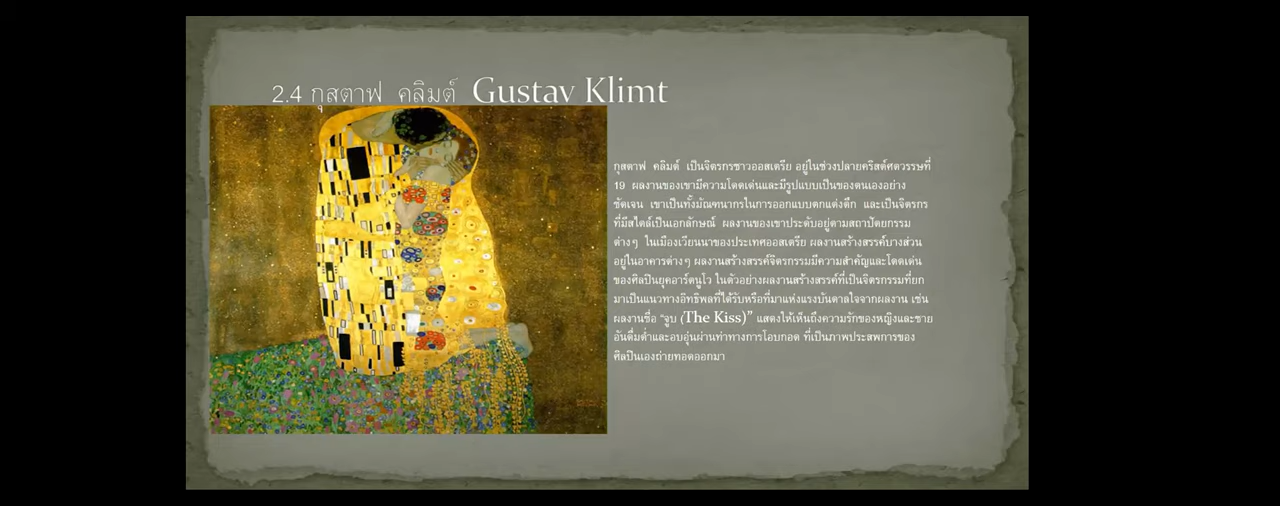 2.4 กุสตาฟ คลิมต์ Gustav Klimt
กุสตาฟ คลิมต์ เป็นจิตรกรชาวออสเตรีย อยู่ในช่วงปลายคริสต์ศตวรรษที่
19 ผลงานของเขามีความโดดเด่นและมีรูปแบบเป็นของตนเองอย่าง
ชัดเจน เขาเป็นทั้งมัณฑนากรในการออกแบบตกแต่งตึก และเป็นจิตรกร
ที่มีสไตล์เป็นเอกลักษณ์ ผลงานของเขาประดับอยู่ตามสถาปัตยกรรม
ต่างๆ ในเมืองเวียนนาของประเทศออสเตรีย ผลงานสร้างสรรค์บางส่วน
อยู่ในอาคารต่างๆ ผลงานสร้างสรรค์จิตรกรรมมีความสำคัญและโดดเด่น
ของศิลปินยุคอาร์ตนูโว ในตัวอย่างผลงานสร้างสรรค์ที่เป็นจิตรกรรมที่ยก
มาเป็นแนวทางอิทธิพลที่ได้รับหรือที่มาแห่งแรงบันดาลใจจากผลงาน เช่น
ผลงานชื่อ “จูบ (The Kiss)” แสดงให้เห็นถึงความรักของหญิงและชาย
อันดื่มด่ำและอบอุ่นผ่านท่าทางการโอบกอด ที่เป็นภาพประสพการของ
ศิลปินเองถ่ายทอดออกมา